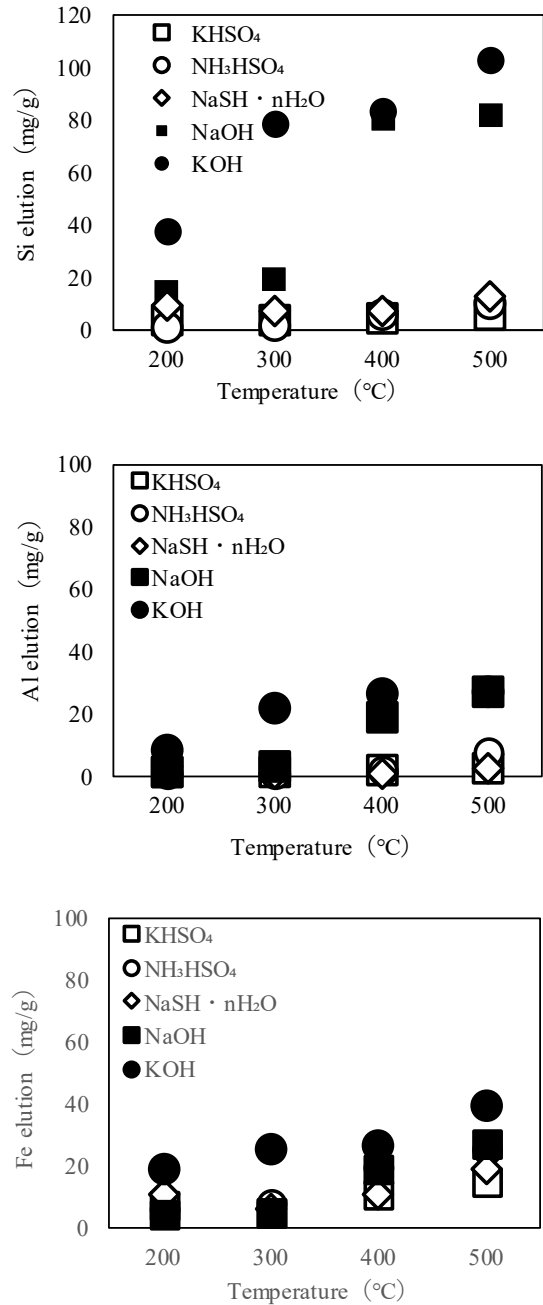 120
100
80
60
40
20
0
Si elution（mg/g）
KHSO₄
NH₃HSO₄
NaSH・nH₂O
NaOH
KOH
200 300 400 500
Temperature（℃）
100
80
60
40
20
0
Al elution（mg/g）
KHSO₄
NH₃HSO₄
NaSH・nH₂O
NaOH
KOH
200 300 400 500
Temperature（℃）
100
80
60
40
20
0
Fe elution（mg/g）
KHSO₄
NH₃HSO₄
NaSH・nH₂O
NaOH
KOH
200 300 400 500
Temperature（℃）